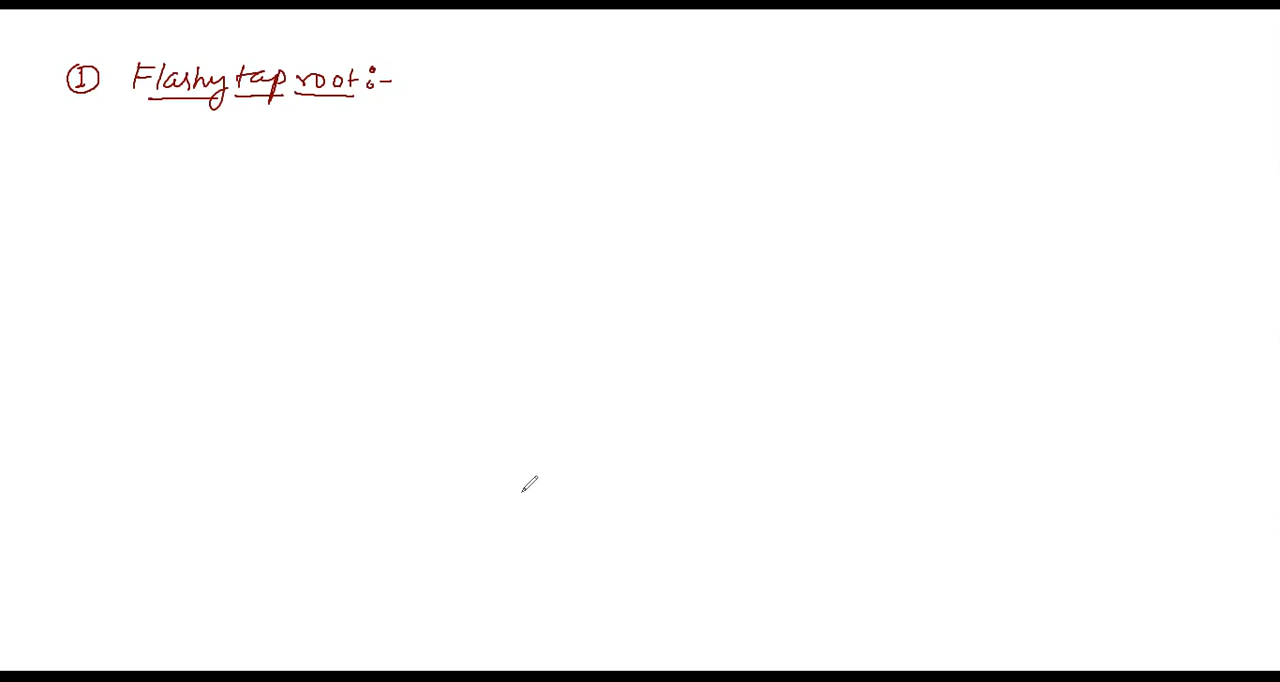 ① Flashy tap root :-